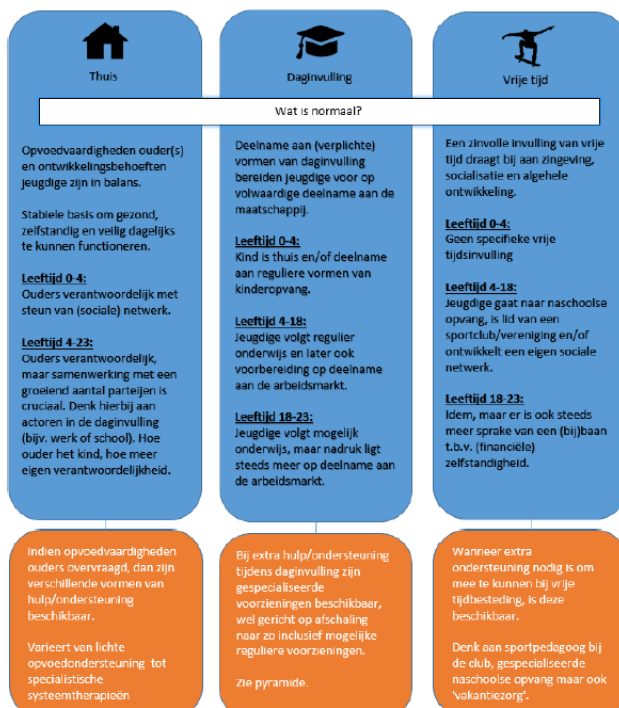 Thuis
Daginvulling
Vrije tijd
Wat is normaal?
Opvoedvaardigheden ouder(s)
en ontwikkelingsbehoeften
jeugdige zijn in balans.
Stabiele basis om gezond,
zelfstandig en veilig dagelijks
te kunnen functioneren.
Leeftijd 0-4:
Ouders verantwoordelijk met
steun van (sociale) netwerk.
Leeftijd 4-23:
Ouders verantwoordelijk,
maar samenwerking met een
groeiend aantal parteijen is
cruciaal. Denk hierbij aan
actoren in de daginvulling
(bijv. werk of school). Hoe
ouder het kind, hoe meer
eigen verantwoordelijkheid.
Deelname aan (verplichte)
vormen van daginvulling
bereiden jeugdige voor op
volwaardige deelname aan de
maatschappij.
Leeftijd 0-4:
Kind is thuis en/of deelname
aan reguliere vormen van
kinderopvang.
Leeftijd 4-18:
Jeugdige volgt regulier
onderwijs en later ook
voorbereiding op deelname
aan de arbeidsmarkt.
Leeftijd 18-23:
Jeugdige volgt mogelijk
onderwijs, maar nadruk ligt
steeds meer op deelname aan
de arbeidsmarkt.
Een zinvolle invulling van vrije
tijd draagt bij aan zingeving,
socialisatie en algehele
ontwikkeling.
Leeftijd 0-4:
Geen specifieke vrije
tijdsinvulling
Leeftijd 4-18:
Jeugdige gaat naar naschoolse
opvang, is lid van een
sportclub/vereniging en/of
ontwikkelt een eigen sociale
netwerk.
Leeftijd 18-23:
Idem, maar er is ook steeds
meer sprake van een (bij)baan
t.b.v. (financiële)
zelfstandigheid.
Indien opvoedvaardigheden
ouders overvraagd, dan zijn
verschillende vormen van
hulp/ondersteuning
beschikbaar.
Varieert van lichte
opvoedondersteuning tot
specialistische
systeemtherapieën
Bij extra hulp/ondersteuning
tijdens daginvulling zijn
gespecialiseerde
voorzieningen beschikbaar,
wel gericht op afschaling
naar zo inclusief mogelijke
reguliere voorzieningen.
Zie pyramide.
Wanneer extra
ondersteuning nodig is om
mee te kunnen bij vrije
tijdbesteding, is deze
beschikbaar.
Denk aan sportpedagoog bij
de club, gespecialiseerde
naschoolse opvang maar ook
'vakantiezorg'.